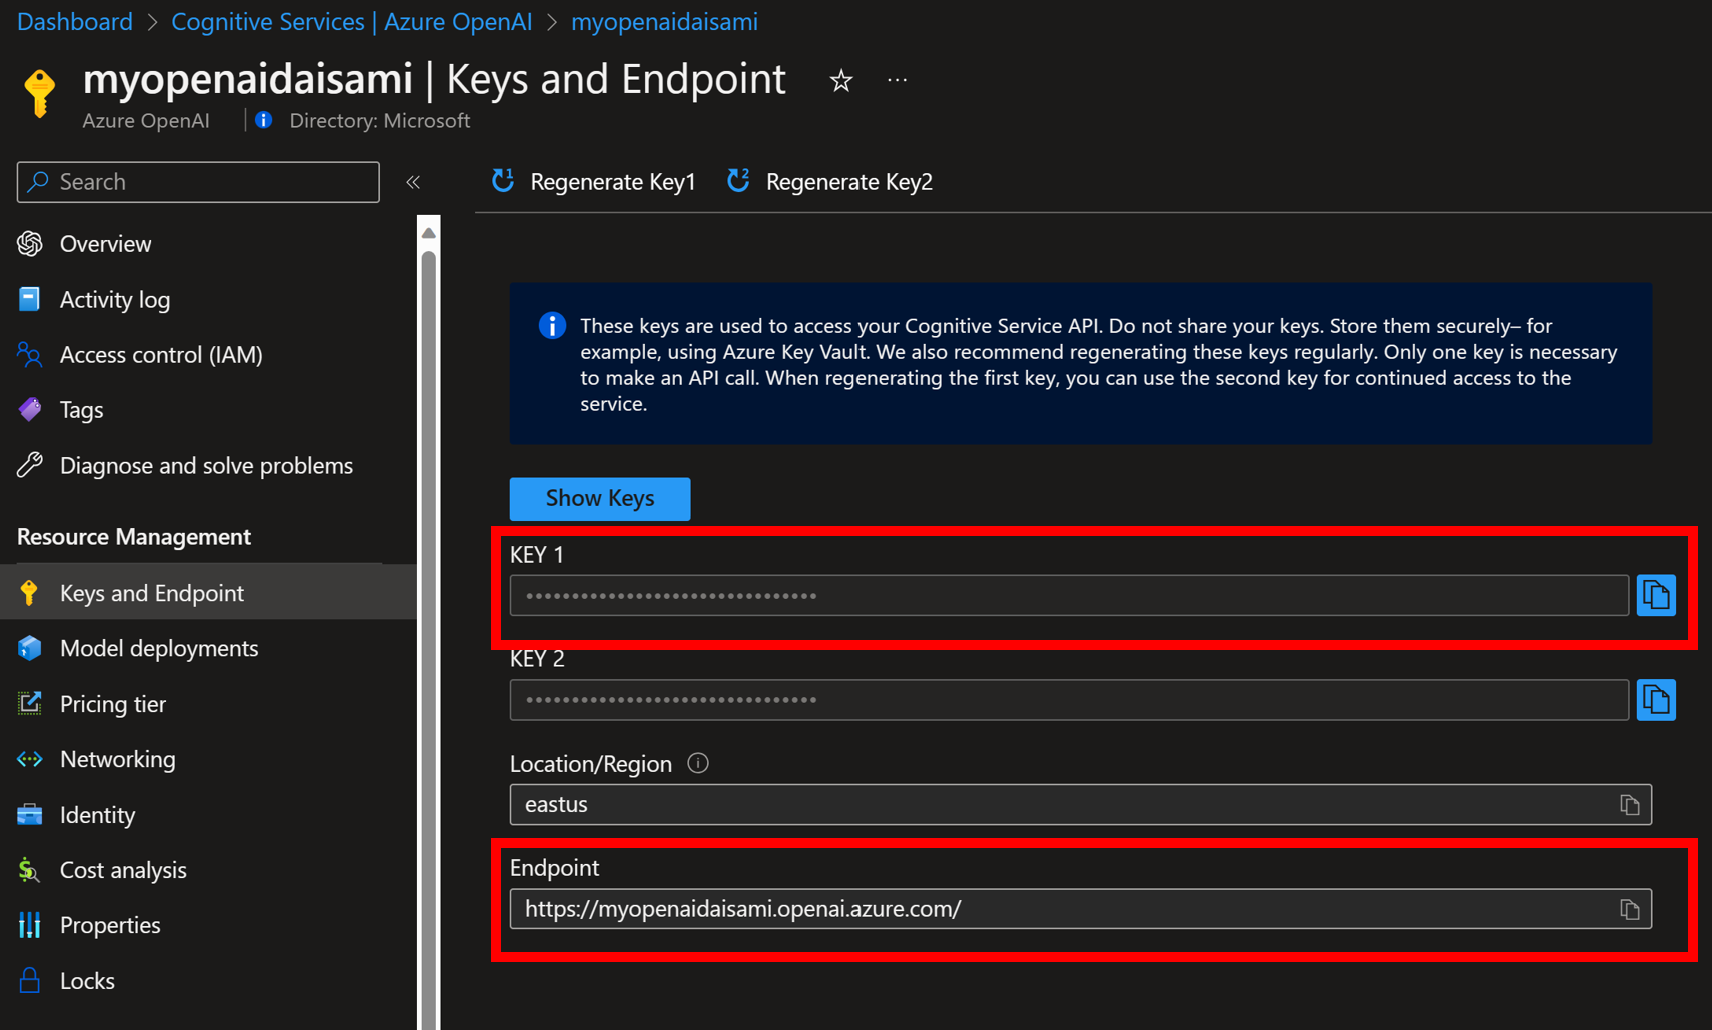 Dashboard > Cognitive Services | Azure OpenAI > myopenaidaisami
myopenaidaisami | Keys and Endpoint
Azure OpenAI
Directory: Microsoft
Search
Overview
Activity log
Access control (IAM)
Tags
Diagnose and solve problems
Resource Management
Keys and Endpoint
Model deployments
Pricing tier
Networking
Identity
Cost analysis
Properties
Locks
Regenerate Key1
Regenerate Key2
These keys are used to access your Cognitive Service API. Do not share your keys. Store them securely– for
example, using Azure Key Vault. We also recommend regenerating these keys regularly. Only one key is necessary
to make an API call. When regenerating the first key, you can use the second key for continued access to the
service.
Show Keys
KEY 1
••••••••••••••••••••••••••••••••
KEY 2
••••••••••••••••••••••••••••••••
Location/Region
eastus
Endpoint
https://myopenaidaisami.openai.azure.com/